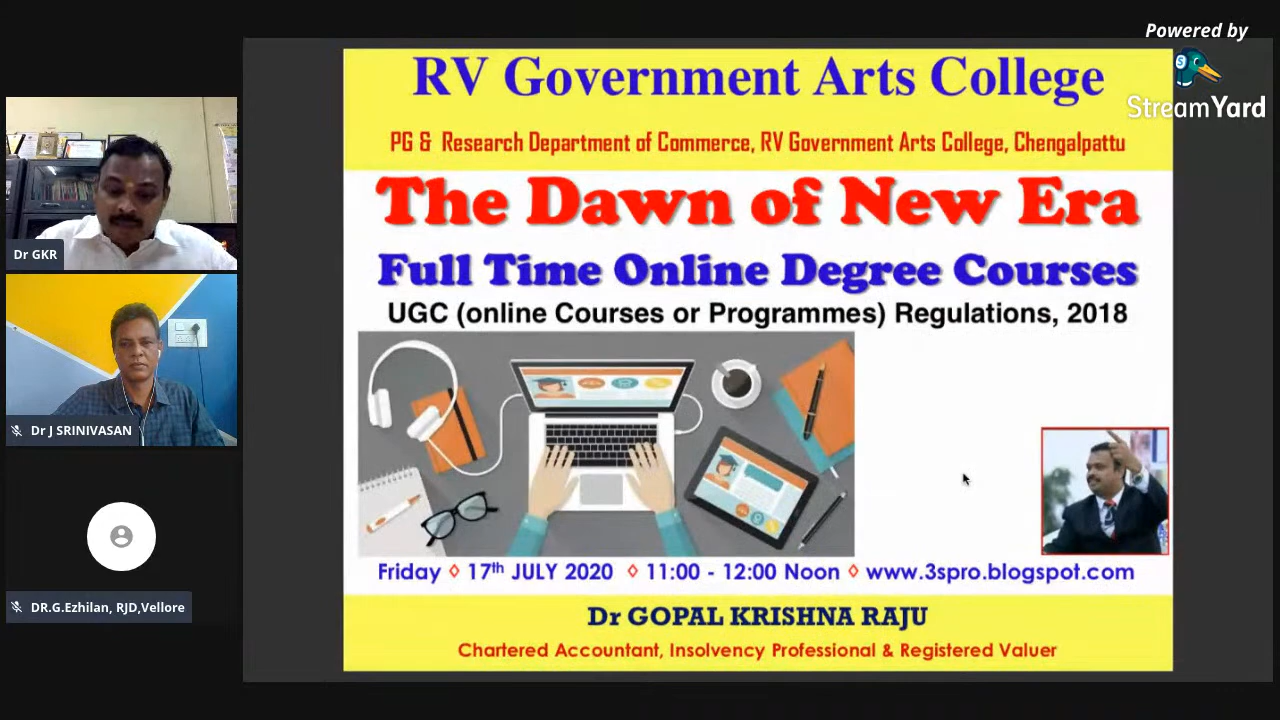 Powered by
StreamYard
RV Government Arts College
PG & Research Department of Commerce, RV Government Arts College, Chengalpattu
The Dawn of New Era
Full Time Online Degree Courses
UGC (online Courses or Programmes) Regulations, 2018
Friday ◊ 17th JULY 2020 ◊ 11:00 - 12:00 Noon ◊ www.3spro.blogspot.com
Dr GOPAL KRISHNA RAJU
Chartered Accountant, Insolvency Professional & Registered Valuer
Dr GKR
Dr J SRINIVASAN
DR.G.Ezhilan, RJD,Vellore